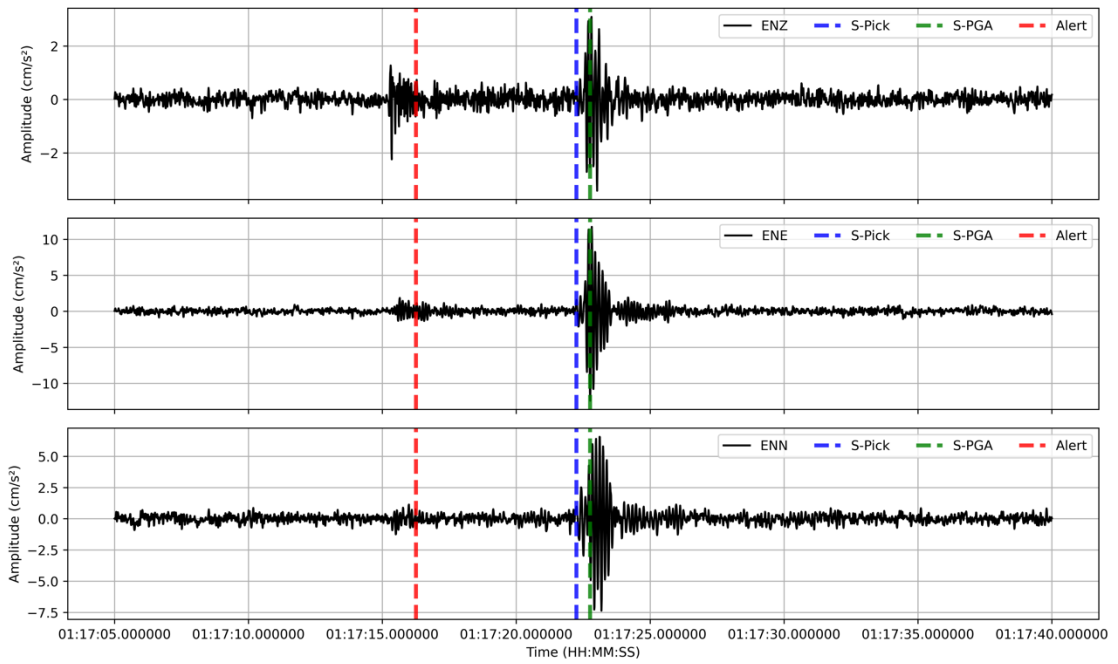 ENZ S-Pick S-PGA Alert
Amplitude (cm/s²)
2
0
−2
ENE S-Pick S-PGA Alert
Amplitude (cm/s²)
10
5
0
−5
−10
ENN S-Pick S-PGA Alert
Amplitude (cm/s²)
5.0
2.5
0.0
−2.5
−5.0
−7.5
01:17:05.000000 01:17:10.000000 01:17:15.000000 01:17:20.000000 01:17:25.000000 01:17:30.000000 01:17:35.000000 01:17:40.000000
Time (HH:MM:SS)